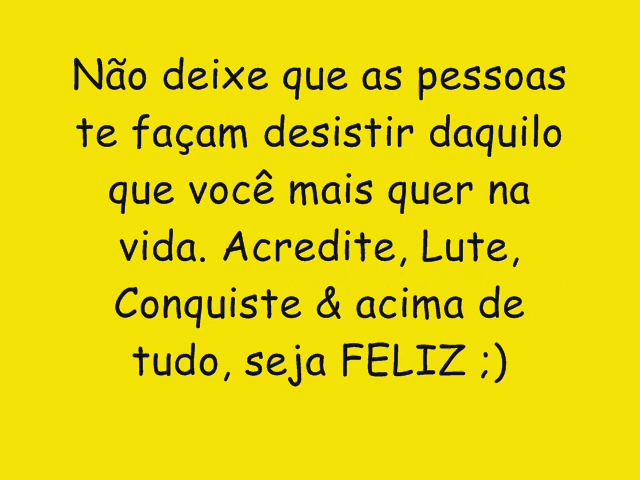 Não deixe que as pessoas
te façam desistir daquilo
que você mais quer na
vida. Acredite, Lute,
Conquiste & acima de
tudo, seja FELIZ ;)